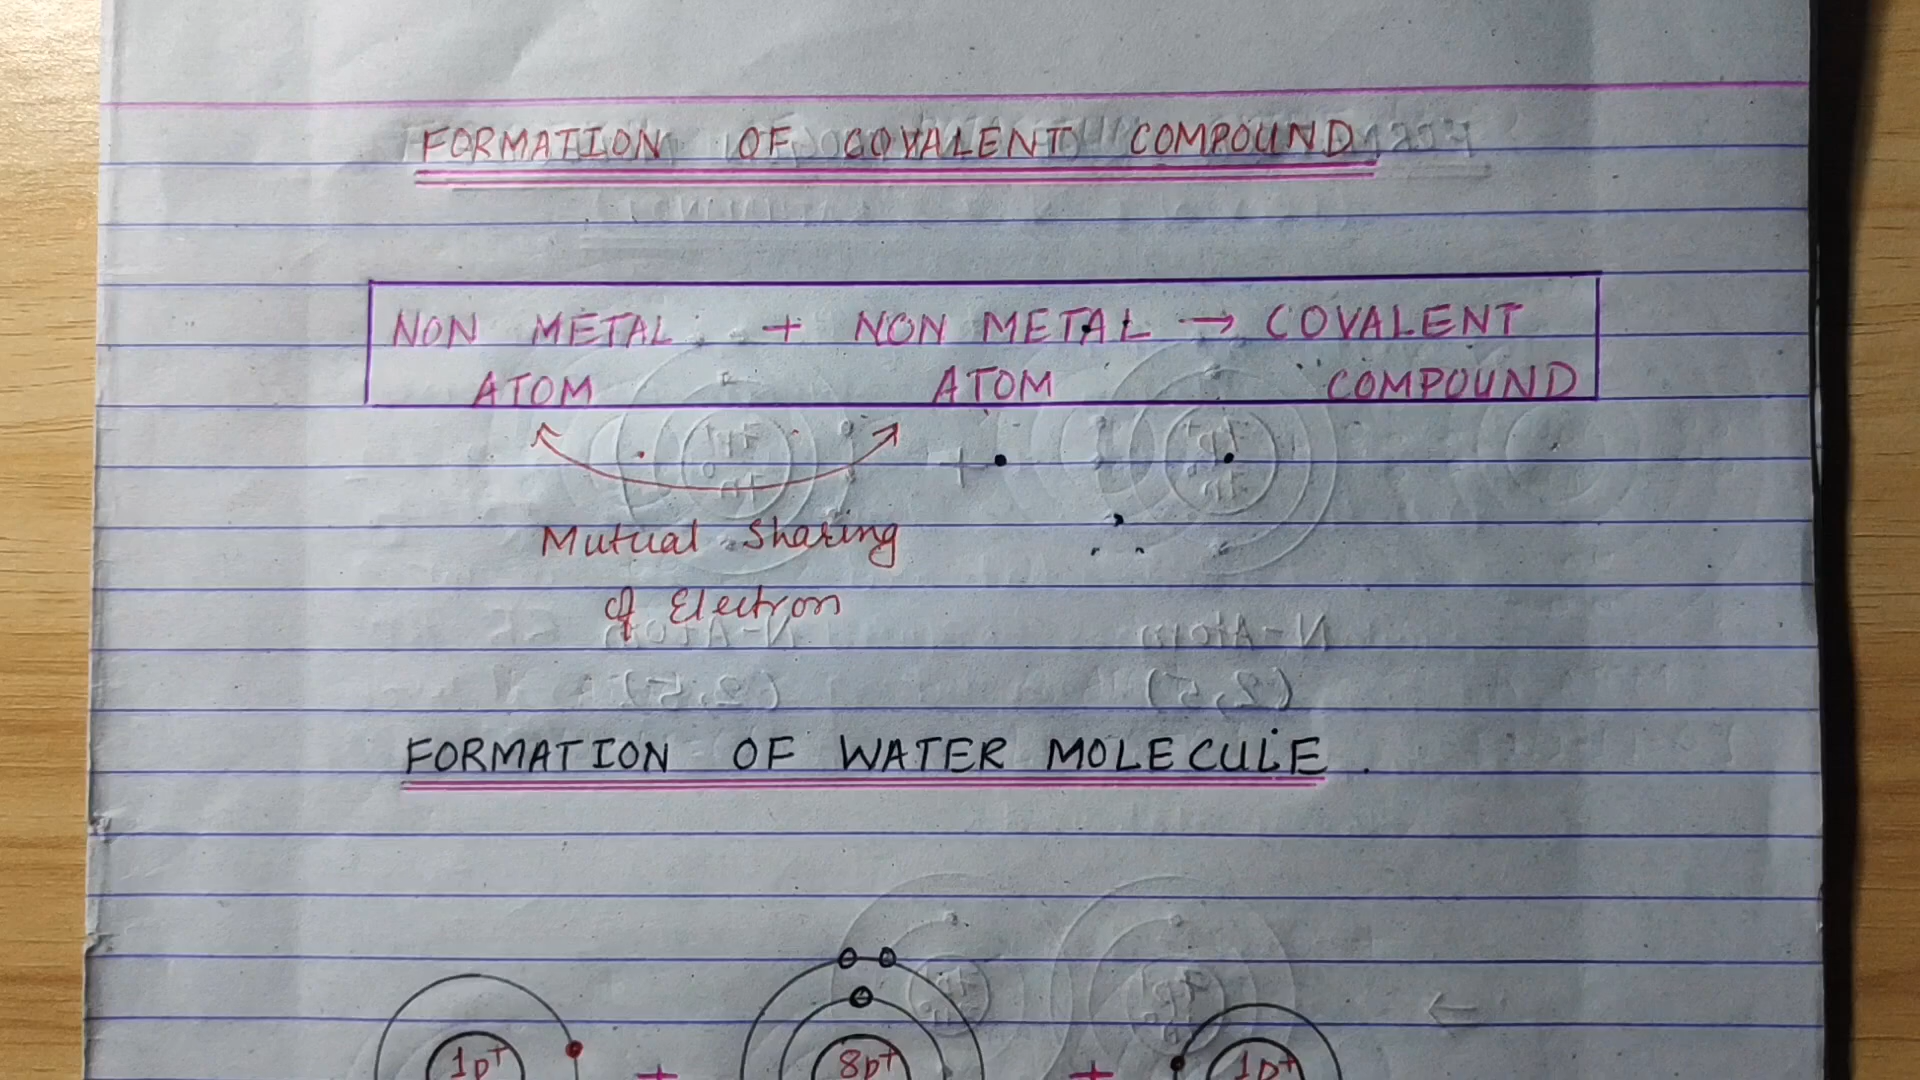 FORMATION OF COVALENT COMPOUND
NON METAL + NON METAL → COVALENT
ATOM ATOM COMPOUND
Mutual Sharing
of Electron
FORMATION OF WATER MOLECULE.
1p+ + 8p+ + 1p+